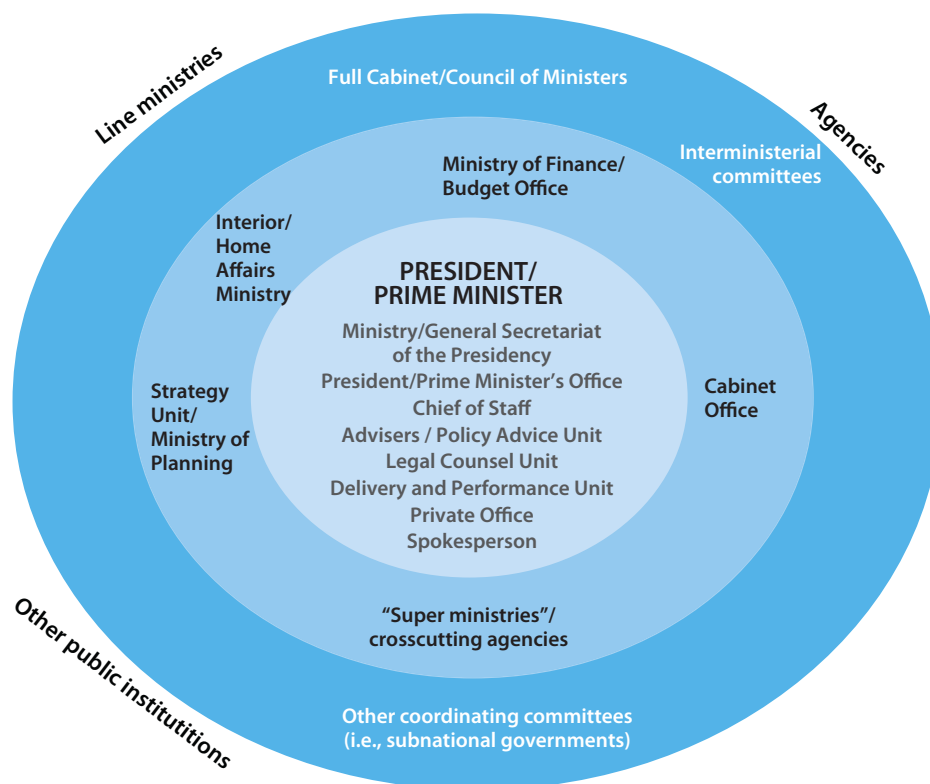 Line ministries
Agencies
Full Cabinet/Council of Ministers
Interministerial
committees
Ministry of Finance/
Budget Office
Interior/
Home
Affairs
Ministry
PRESIDENT/
PRIME MINISTER
Ministry/General Secretariat
of the Presidency
President/Prime Minister’s Office
Chief of Staff
Advisers / Policy Advice Unit
Legal Counsel Unit
Delivery and Performance Unit
Private Office
Spokesperson
Strategy
Unit/
Ministry of
Planning
Cabinet
Office
“Super ministries”/
crosscutting agencies
Other public institutitions
Other coordinating committees
(i.e., subnational governments)